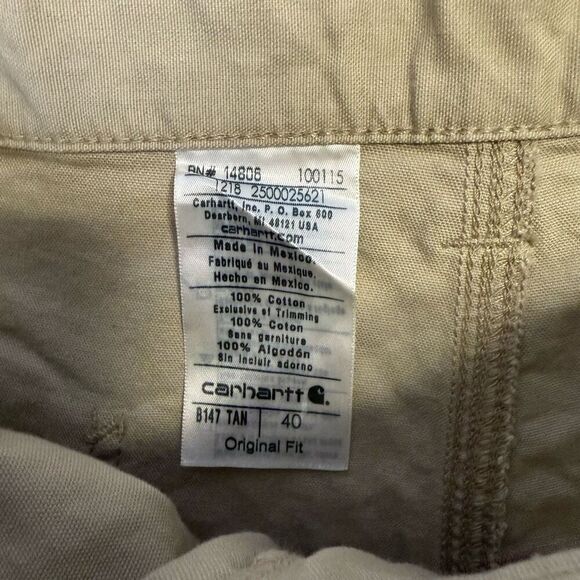 RN# 14806 100115
1218 2500025621
Carhartt, Inc. P. O. Box 600
Dearborn, MI 48121 USA
carhartt.com
Made in Mexico.
Fabriqué au Mexique.
Hecho en Mexico.
100% Cotton
Exclusive of Trimming
100% Coton
Sans garniture
100% Algodón
Sin incluir adorno
carhartt
B147 TAN 40
Original Fit